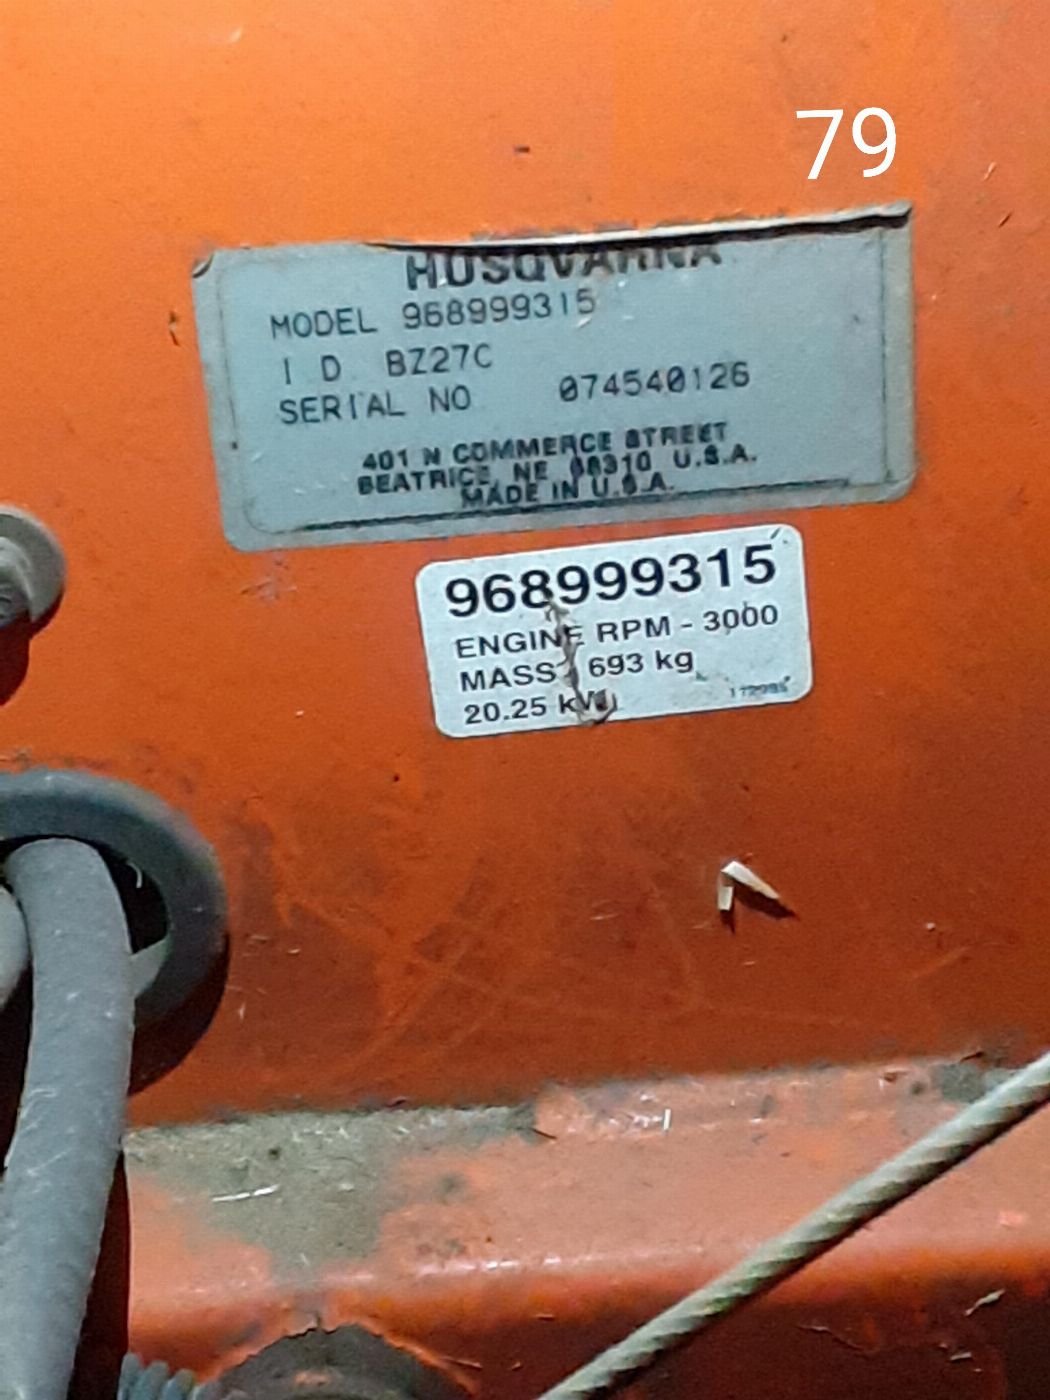 79
HUSQVARNA
MODEL 968999315
I D BZ27C
SERIAL NO 074540126
401 N COMMERCE STREET
BEATRICE, NE 68310 U.S.A.
MADE IN U.S.A.
968999315
ENGINE RPM - 3000
MASS 693 kg
20.25 kW